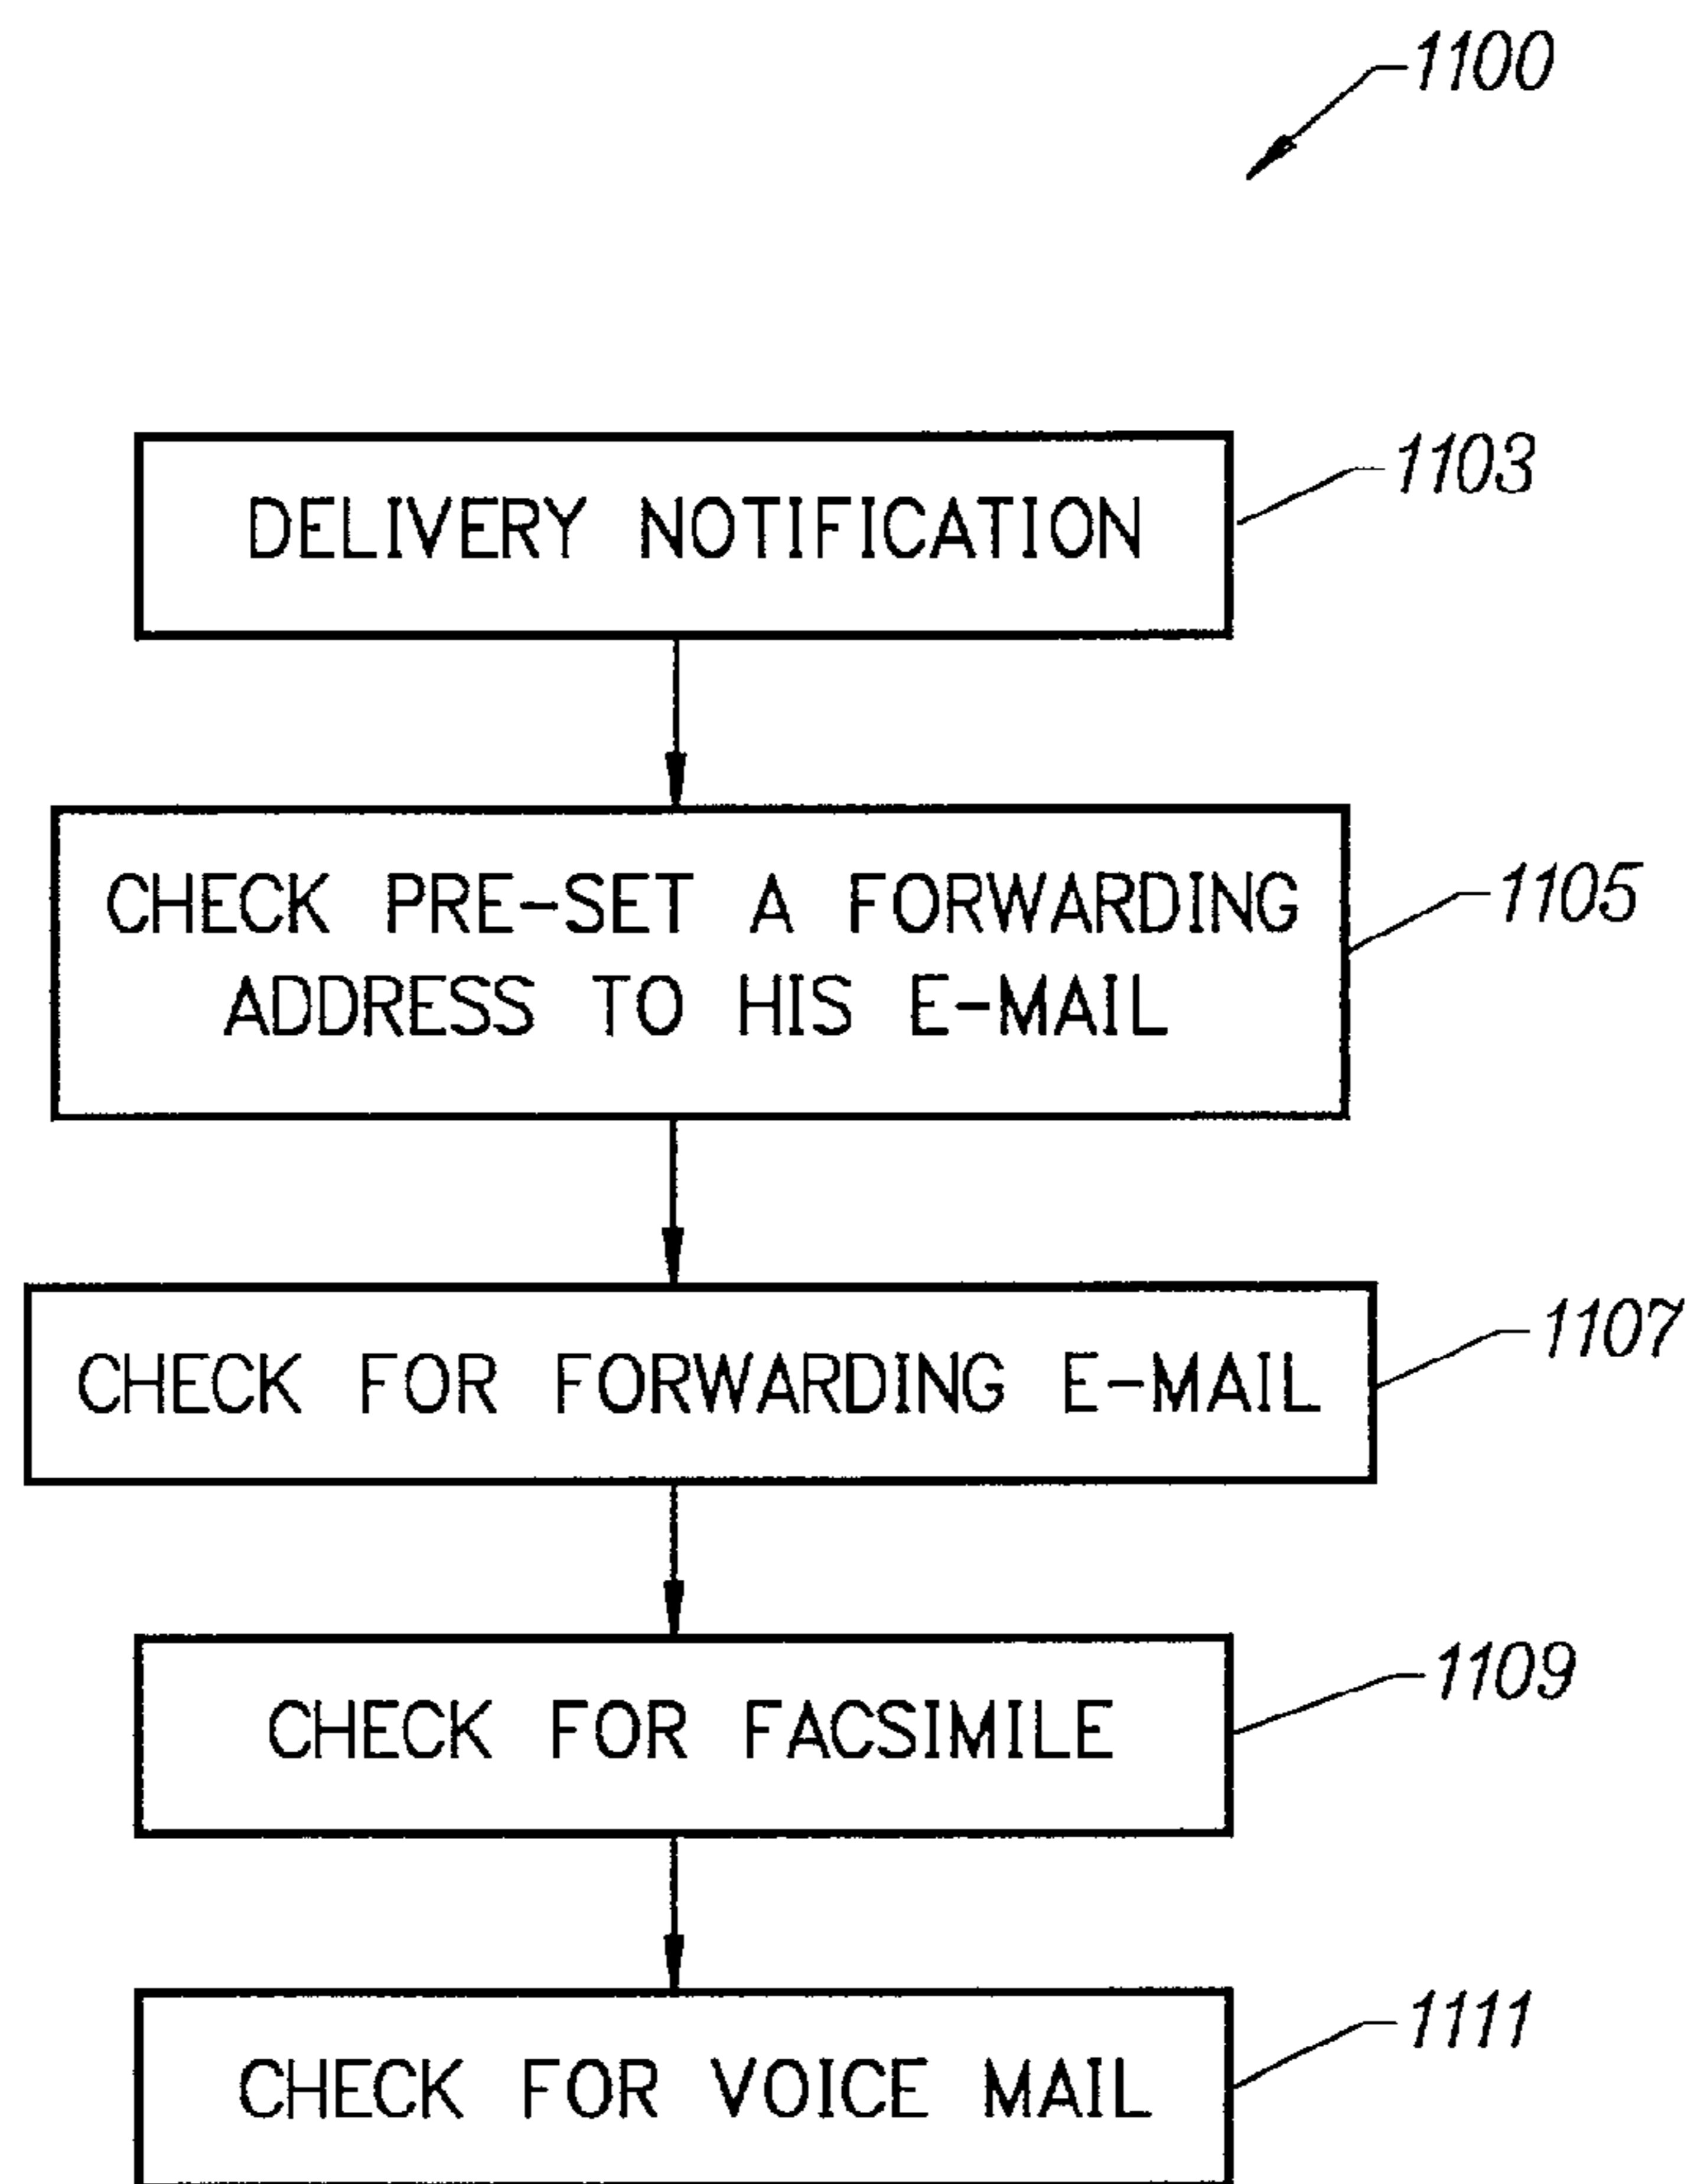 1100
DELIVERY NOTIFICATION
1103
CHECK PRE-SET A FORWARDING
ADDRESS TO HIS E-MAIL
1105
CHECK FOR FORWARDING E-MAIL
1107
CHECK FOR FACSIMILE
1109
CHECK FOR VOICE MAIL
1111